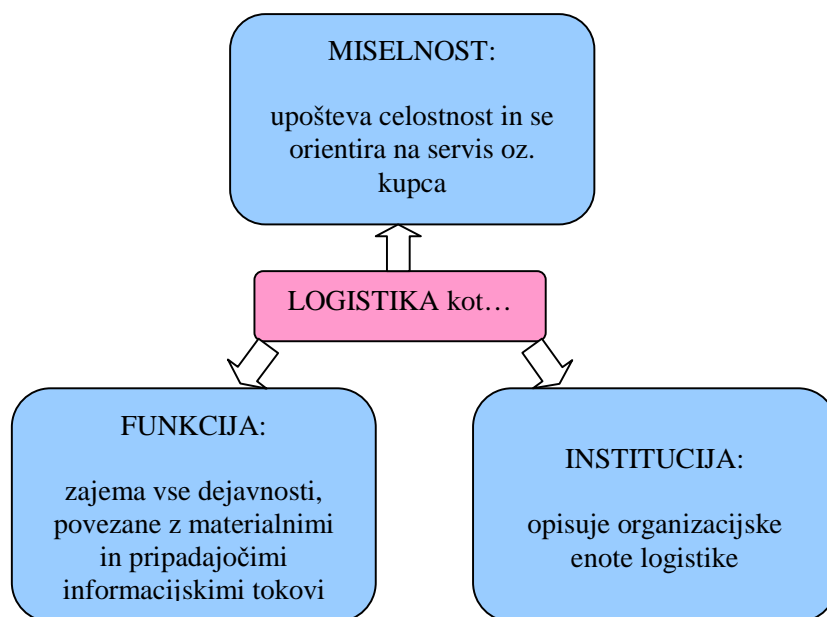 MISELNOST:
upošteva celostnost in se
orientira na servis oz.
kupca
LOGISTIKA kot…
FUNKCIJA:
zajema vse dejavnosti,
povezane z materialnimi
in pripadajočimi
informacijskimi tokovi
INSTITUCIJA:
opisuje organizacijske
enote logistike